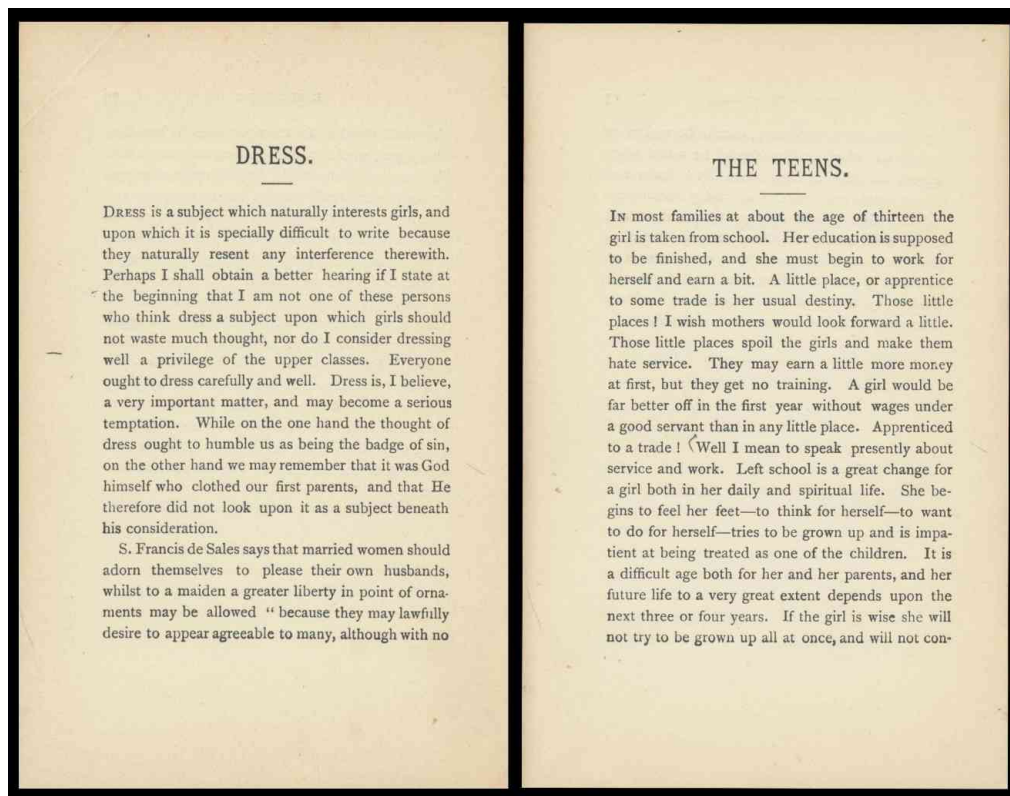 DRESS.
DRESS is a subject which naturally interests girls, and
upon which it is specially difficult to write because
they naturally resent any interference therewith.
Perhaps I shall obtain a better hearing if I state at
the beginning that I am not one of these persons
who think dress a subject upon which girls should
not waste much thought, nor do I consider dressing
well a privilege of the upper classes. Everyone
ought to dress carefully and well. Dress is, I believe,
a very important matter, and may become a serious
temptation. While on the one hand the thought of
dress ought to humble us as being the badge of sin,
on the other hand we may remember that it was God
himself who clothed our first parents, and that He
therefore did not look upon it as a subject beneath
his consideration.
S. Francis de Sales says that married women should
adorn themselves to please their own husbands,
whilst to a maiden a greater liberty in point of orna-
ments may be allowed “ because they may lawfully
desire to appear agreeable to many, although with no
THE TEENS.
IN most families at about the age of thirteen the
girl is taken from school. Her education is supposed
to be finished, and she must begin to work for
herself and earn a bit. A little place, or apprentice
to some trade is her usual destiny. Those little
places ! I wish mothers would look forward a little.
Those little places spoil the girls and make them
hate service. They may earn a little more money
at first, but they get no training. A girl would be
far better off in the first year without wages under
a good servant than in any little place. Apprenticed
to a trade ! (Well I mean to speak presently about
service and work. Left school is a great change for
a girl both in her daily and spiritual life. She be-
gins to feel her feet—to think for herself—to want
to do for herself—tries to be grown up and is impa-
tient at being treated as one of the children. It is
a difficult age both for her and her parents, and her
future life to a very great extent depends upon the
next three or four years. If the girl is wise she will
not try to be grown up all at once, and will not con-